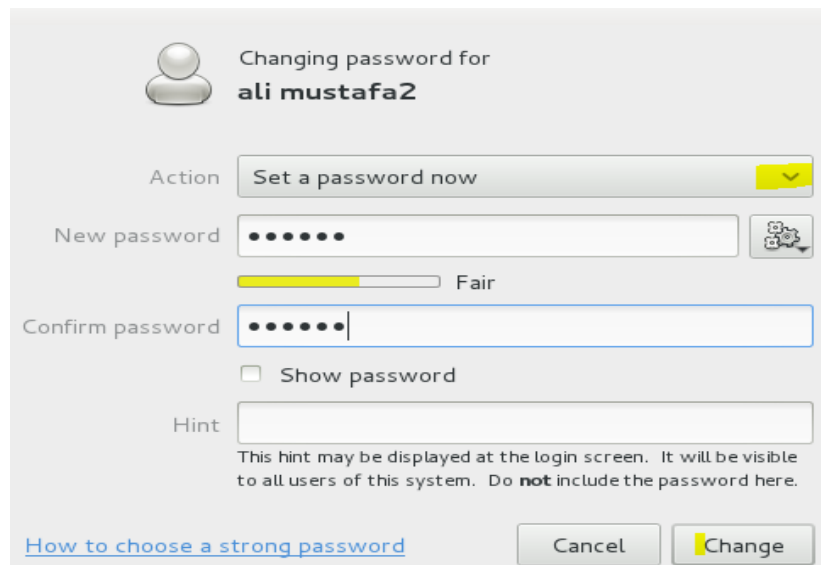 Changing password for
ali mustafa2
Action Set a password now
New password ••••••
Fair
Confirm password ••••••
Show password
Hint
This hint may be displayed at the login screen. It will be visible
to all users of this system. Do not include the password here.
How to choose a strong password Cancel Change